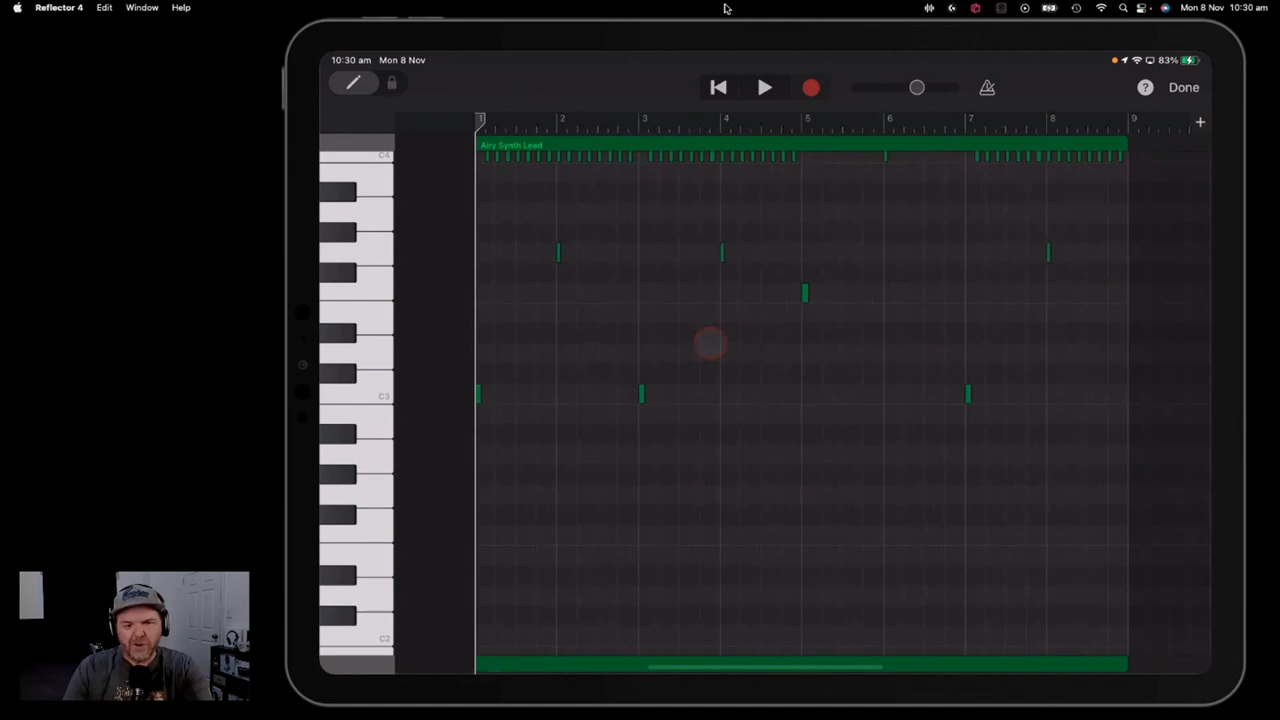 Reflector 4 Edit Window Help Mon 8 Nov 10:30 am
10:30 am Mon 8 Nov 83%
? Done
1 2 3 4 5 6 7 8 9 +
Airy Synth Lead
C4
C3
C2